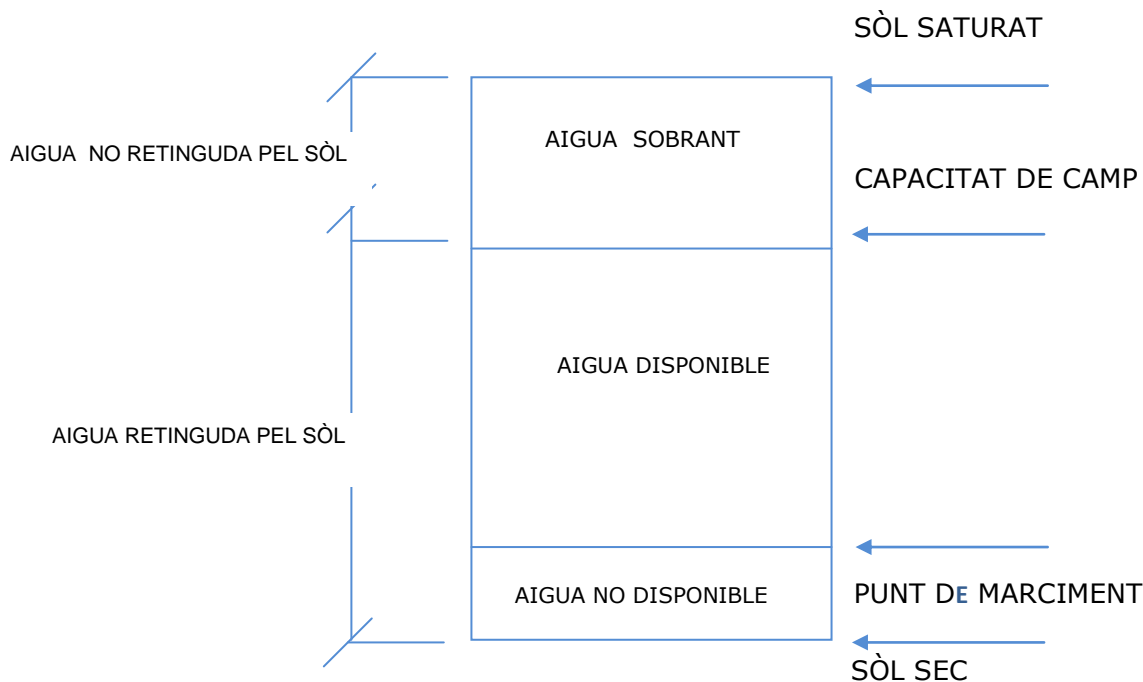 SÒL SATURAT
AIGUA SOBRANT
AIGUA NO RETINGUDA PEL SÒL
CAPACITAT DE CAMP
AIGUA DISPONIBLE
AIGUA RETINGUDA PEL SÒL
AIGUA NO DISPONIBLE
PUNT DE MARCIMENT
SÒL SEC